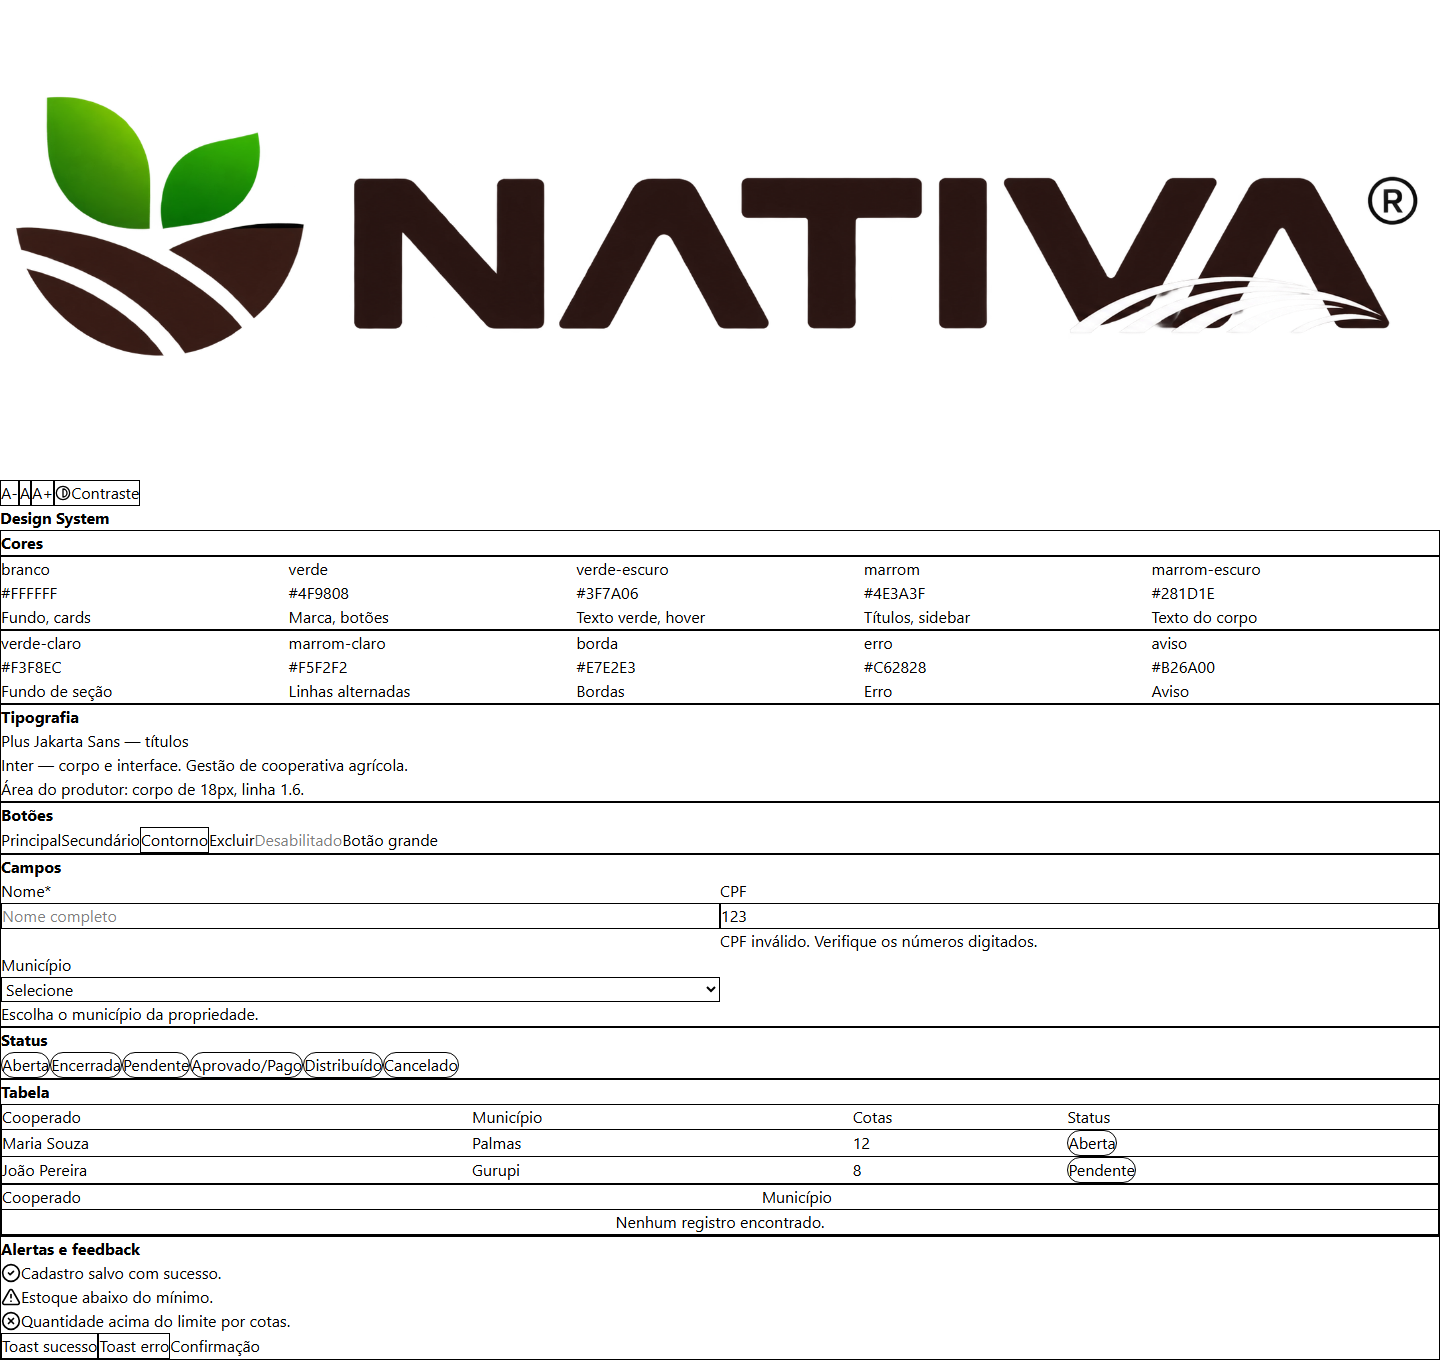 NATIVA®
A- A A+ Contraste
Design System
Cores
branco verde verde-escuro marrom marrom-escuro
#FFFFFF #4F9808 #3F7A06 #4E3A3F #281D1E
Fundo, cards Marca, botões Texto verde, hover Títulos, sidebar Texto do corpo
verde-claro marrom-claro borda erro aviso
#F3F8EC #F5F2F2 #E7E2E3 #C62828 #B26A00
Fundo de seção Linhas alternadas Bordas Erro Aviso
Tipografia
Plus Jakarta Sans — títulos
Inter — corpo e interface. Gestão de cooperativa agrícola.
Área do produtor: corpo de 18px, linha 1.6.
Botões
Principal Secundário Contorno Excluir Desabilitado Botão grande
Campos
Nome* CPF
Nome completo 123
CPF inválido. Verifique os números digitados.
Município
Selecione
Escolha o município da propriedade.
Status
Aberta Encerrada Pendente Aprovado/Pago Distribuído Cancelado
Tabela
Cooperado Município Cotas Status
Maria Souza Palmas 12 Aberta
João Pereira Gurupi 8 Pendente
Cooperado Município
Nenhum registro encontrado.
Alertas e feedback
Cadastro salvo com sucesso.
Estoque abaixo do mínimo.
Quantidade acima do limite por cotas.
Toast sucesso Toast erro Confirmação